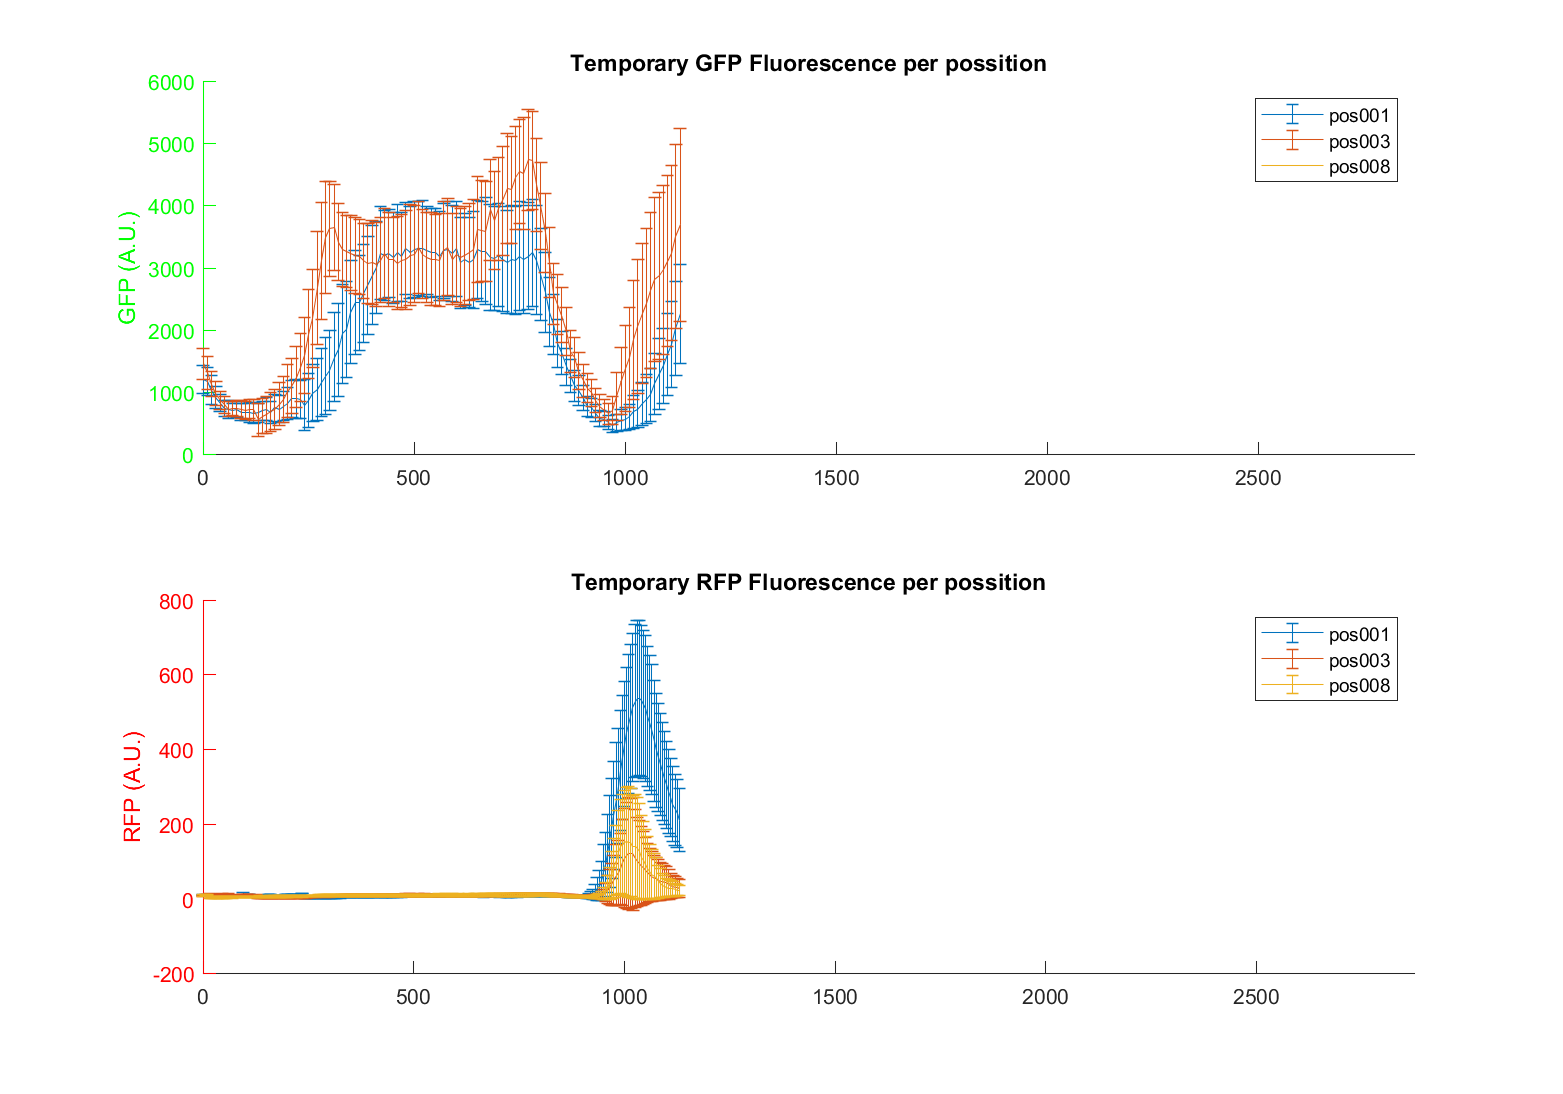 Temporary GFP Fluorescence per possition
6000
5000
4000
3000
2000
1000
0
GFP (A.U.)
0 500 1000 1500 2000 2500
pos001
pos003
pos008
Temporary RFP Fluorescence per possition
800
600
400
200
0
-200
RFP (A.U.)
0 500 1000 1500 2000 2500
pos001
pos003
pos008